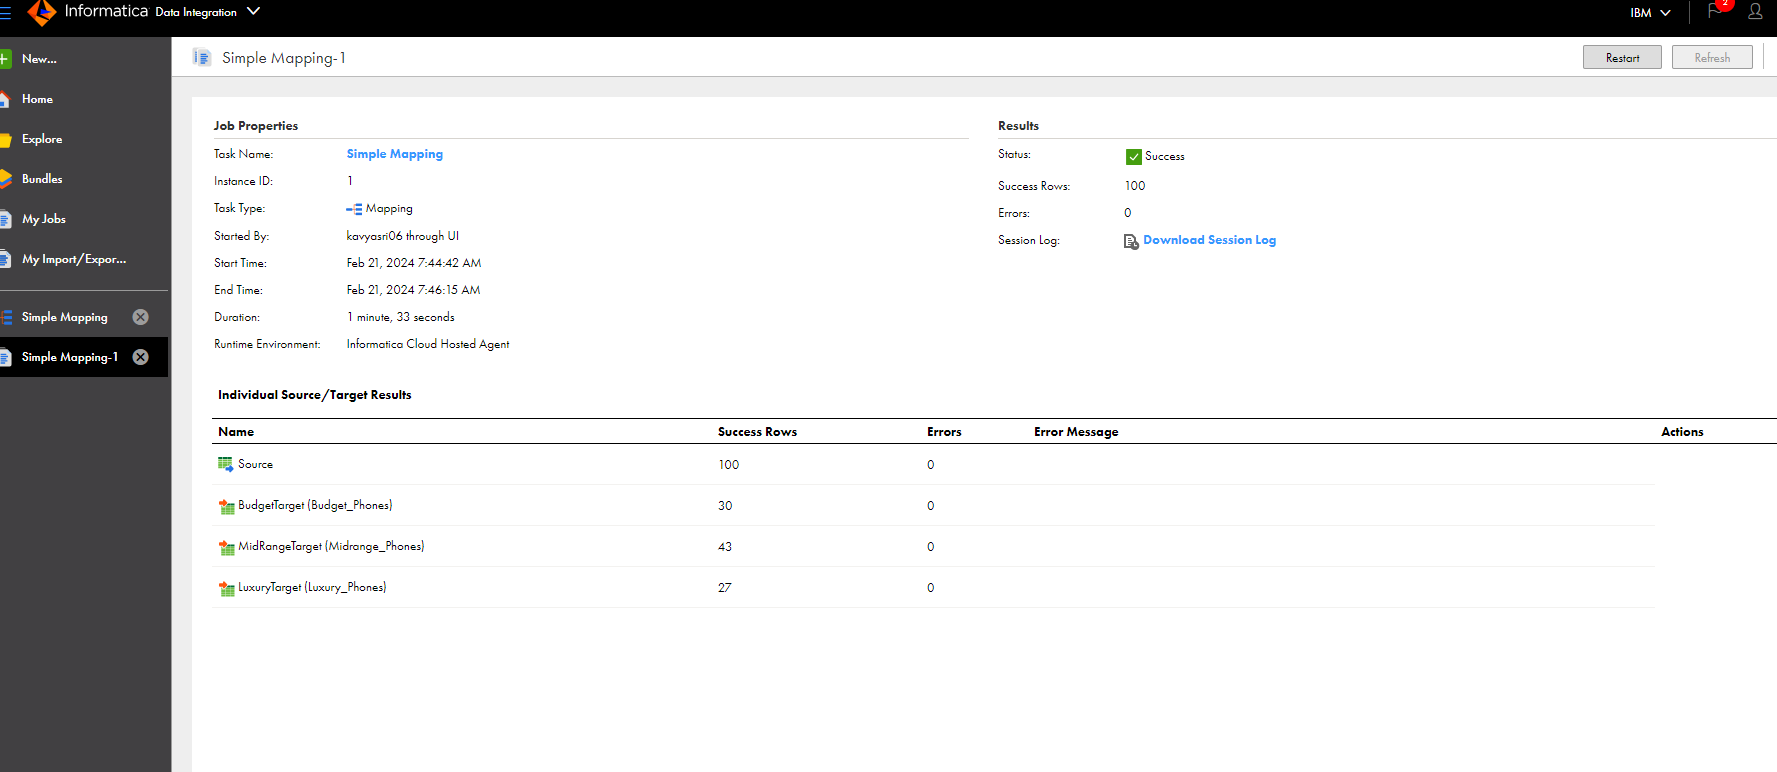 Informatica Data Integration
IBM
2
New...
Home
Explore
Bundles
My Jobs
My Import/Expor...
Simple Mapping
Simple Mapping-1
Simple Mapping-1
Restart
Refresh
Job Properties
Task Name: Simple Mapping
Instance ID: 1
Task Type: Mapping
Started By: kavyasri06 through UI
Start Time: Feb 21, 2024 7:44:42 AM
End Time: Feb 21, 2024 7:46:15 AM
Duration: 1 minute, 33 seconds
Runtime Environment: Informatica Cloud Hosted Agent
Results
Status: Success
Success Rows: 100
Errors: 0
Session Log: Download Session Log
Individual Source/Target Results
Name Success Rows Errors Error Message Actions
Source 100 0
BudgetTarget (Budget_Phones) 30 0
MidRangeTarget (Midrange_Phones) 43 0
LuxuryTarget (Luxury_Phones) 27 0